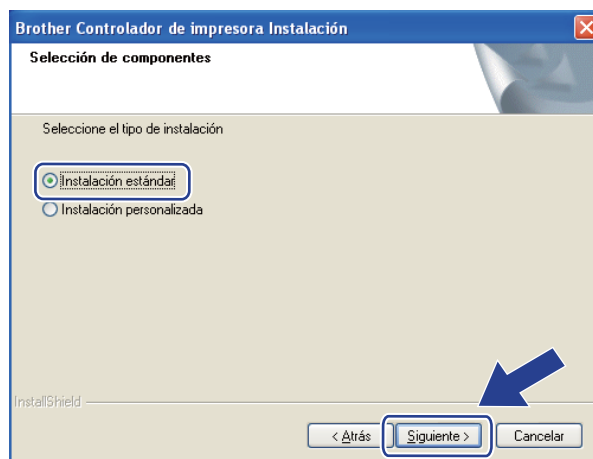 Brother Controlador de impresora Instalación
Selección de componentes
Seleccione el tipo de instalación
Instalación estándar
Instalación personalizada
InstallShield
< Atrás Siguiente > Cancelar